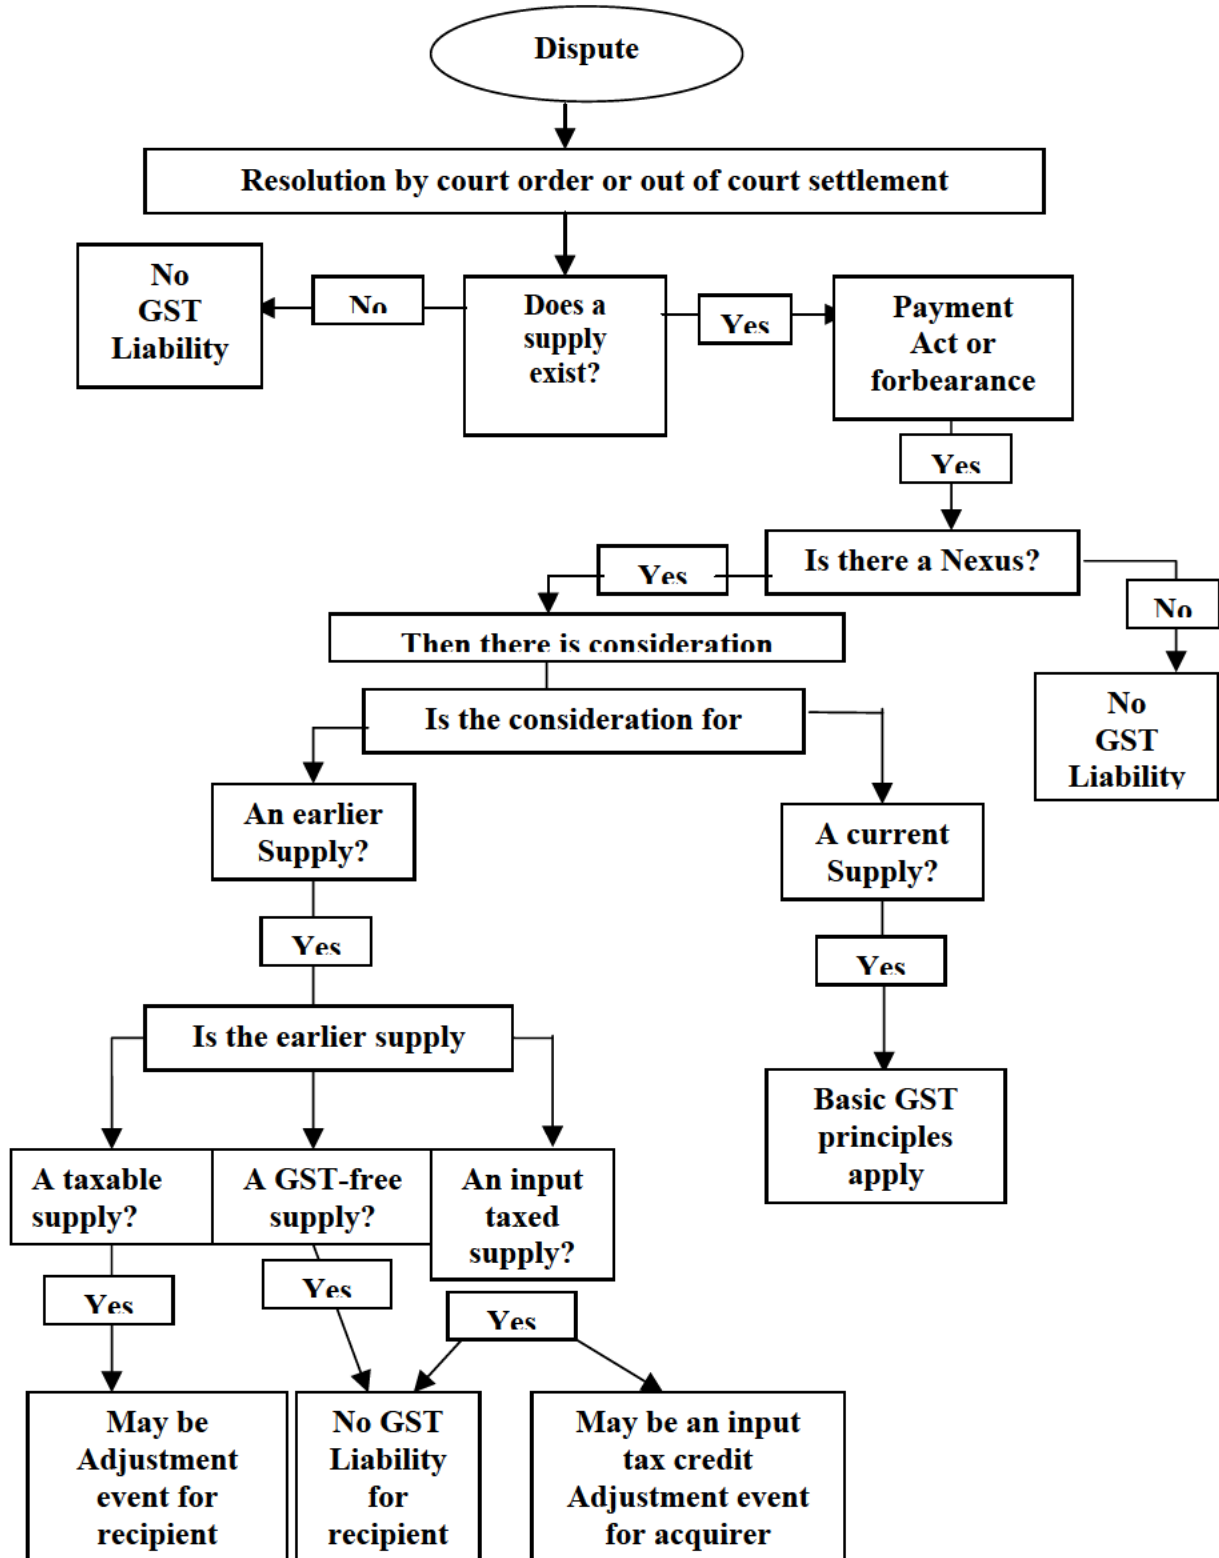 Dispute
Resolution by court order or out of court settlement
No
GST
Liability
No
Does a
supply
exist?
Yes
Payment
Act or
forbearance
Yes
Is there a Nexus?
Yes
No
Then there is consideration
No
GST
Liability
Is the consideration for
An earlier
Supply?
A current
Supply?
Yes
Yes
Is the earlier supply
Basic GST
principles
apply
A taxable
supply?
A GST-free
supply?
An input
taxed
supply?
Yes
Yes
Yes
May be
Adjustment
event for
recipient
No GST
Liability
for
recipient
May be an input
tax credit
Adjustment event
for acquirer